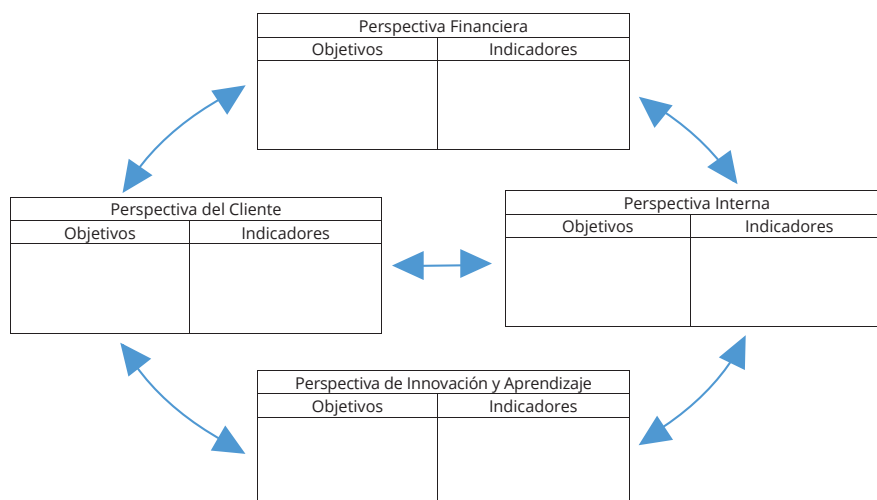 Perspectiva Financiera
Objetivos Indicadores
Perspectiva del Cliente
Objetivos Indicadores
Perspectiva Interna
Objetivos Indicadores
Perspectiva de Innovación y Aprendizaje
Objetivos Indicadores